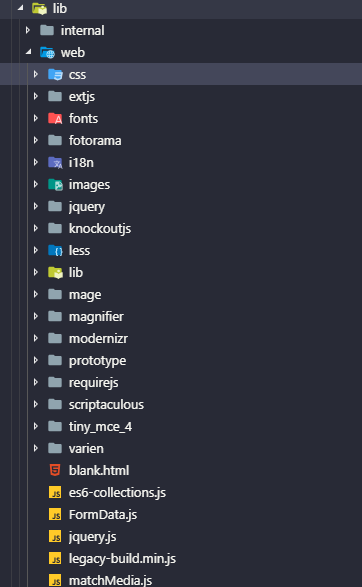 lib
internal
web
css
extjs
fonts
fotorama
i18n
images
jquery
knockoutjs
less
lib
mage
magnifier
modernizr
prototype
requirejs
scriptaculous
tiny_mce_4
varien
blank.html
es6-collections.js
FormData.js
jquery.js
legacy-build.min.js
matchMedia.js